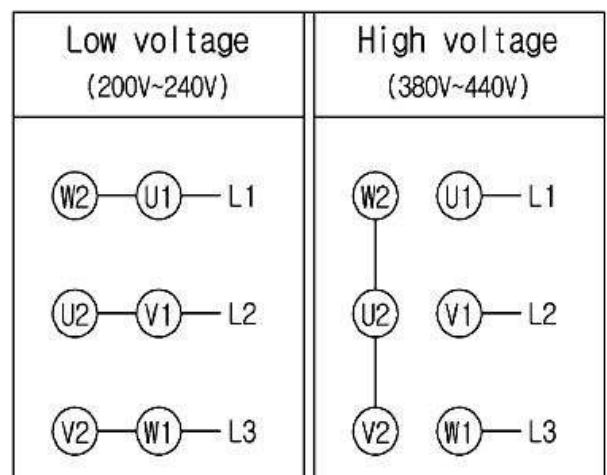 Low voltage
(200V~240V)
W2 U1 L1
U2 V1 L2
V2 W1 L3
High voltage
(380V~440V)
W2 U1 L1
U2 V1 L2
V2 W1 L3